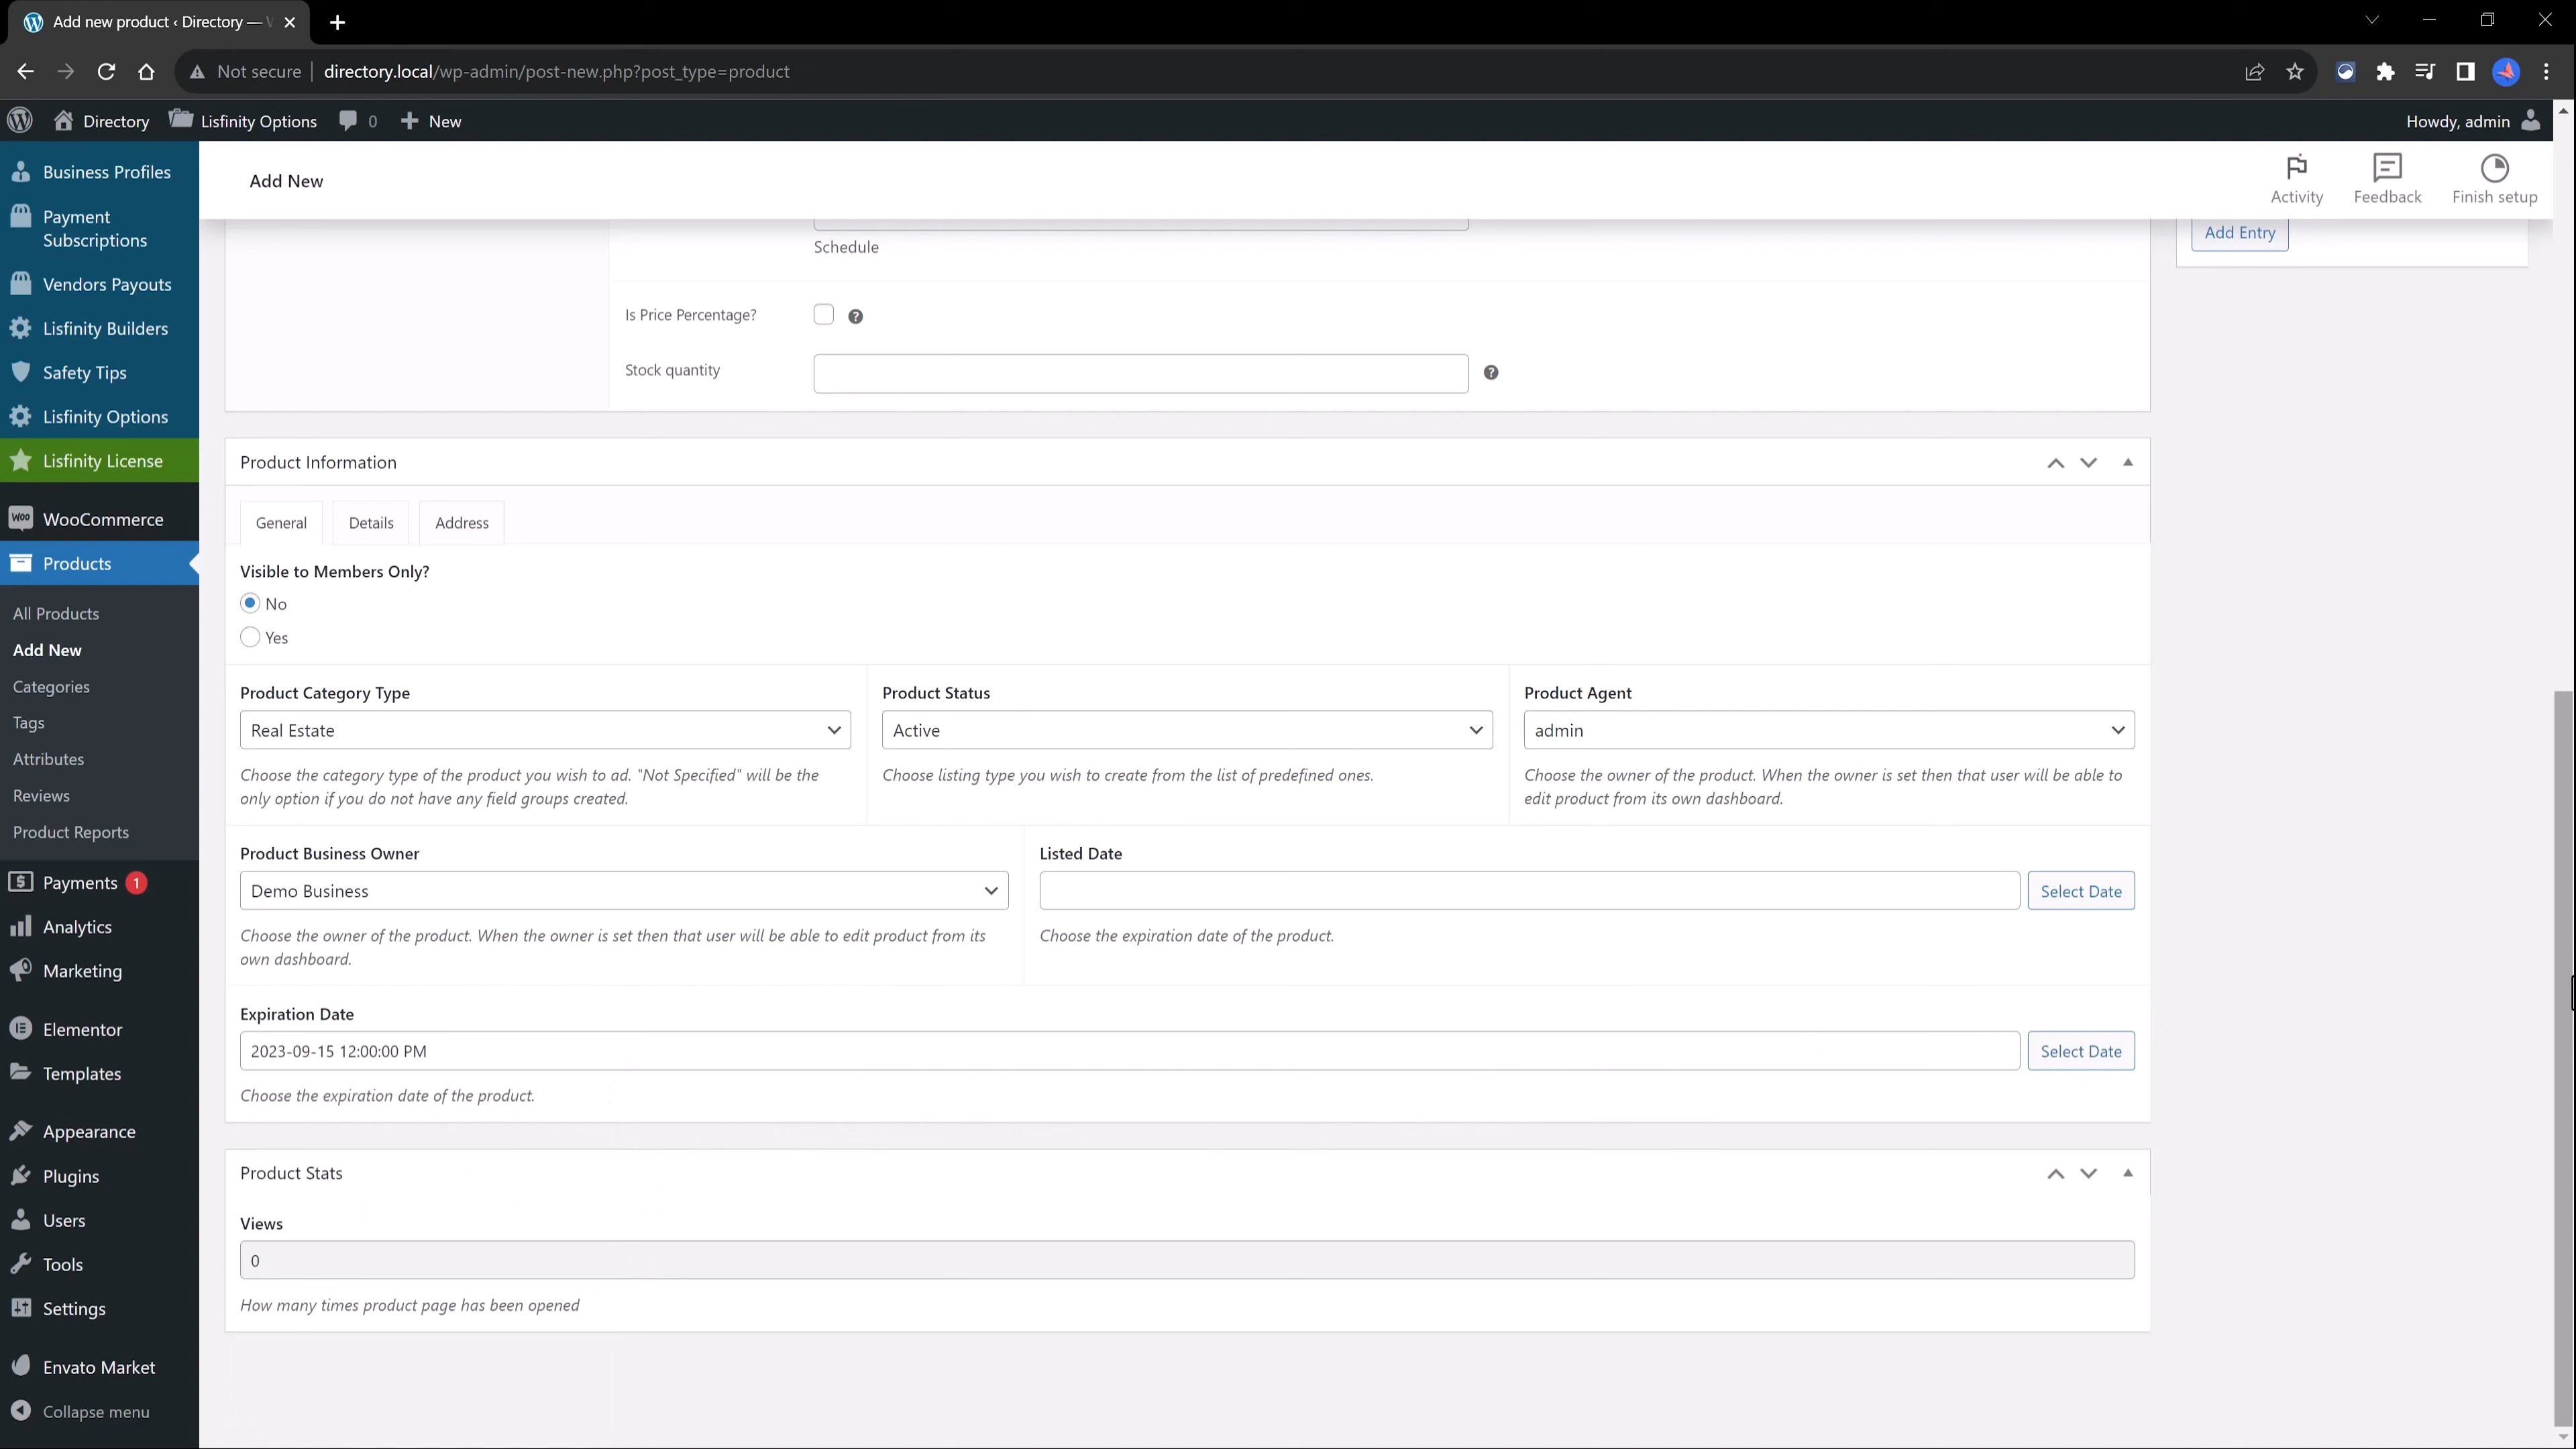 Add new product ‹ Directory —
Not secure
directory.local/wp-admin/post-new.php?post_type=product
Directory
Lisfinity Options
0
New
Howdy, admin
Business Profiles
Payment
Subscriptions
Vendors Payouts
Lisfinity Builders
Safety Tips
Lisfinity Options
Lisfinity License
WooCommerce
Products
All Products
Add New
Categories
Tags
Attributes
Reviews
Product Reports
Payments 1
Analytics
Marketing
Elementor
Templates
Appearance
Plugins
Users
Tools
Settings
Envato Market
Collapse menu
Add New
Activity
Feedback
Finish setup
Add Entry
Schedule
Is Price Percentage?
Stock quantity
Product Information
General
Details
Address
Visible to Members Only?
No
Yes
Product Category Type
Real Estate
Choose the category type of the product you wish to ad. "Not Specified" will be the
only option if you do not have any field groups created.
Product Status
Active
Choose listing type you wish to create from the list of predefined ones.
Product Agent
admin
Choose the owner of the product. When the owner is set then that user will be able to
edit product from its own dashboard.
Product Business Owner
Demo Business
Choose the owner of the product. When the owner is set then that user will be able to edit product from its
own dashboard.
Listed Date
Select Date
Choose the expiration date of the product.
Expiration Date
2023-09-15 12:00:00 PM
Select Date
Choose the expiration date of the product.
Product Stats
Views
0
How many times product page has been opened